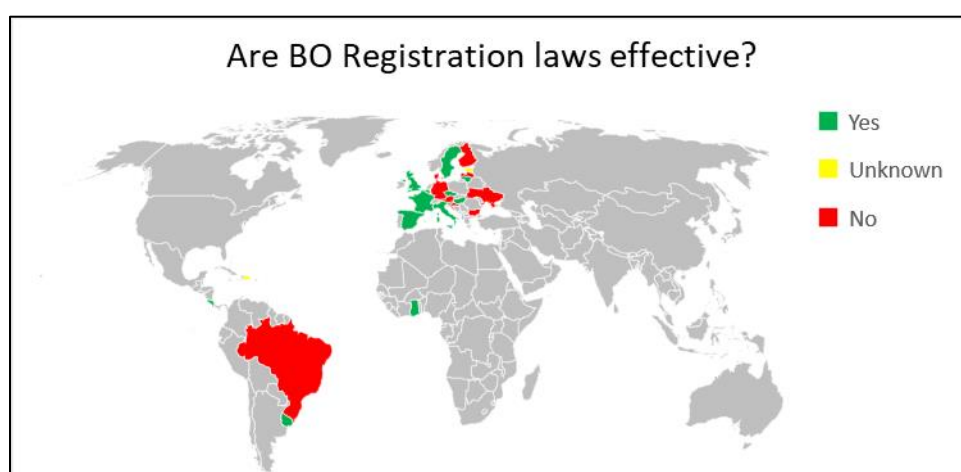 Are BO Registration laws effective?
Yes
Unknown
No